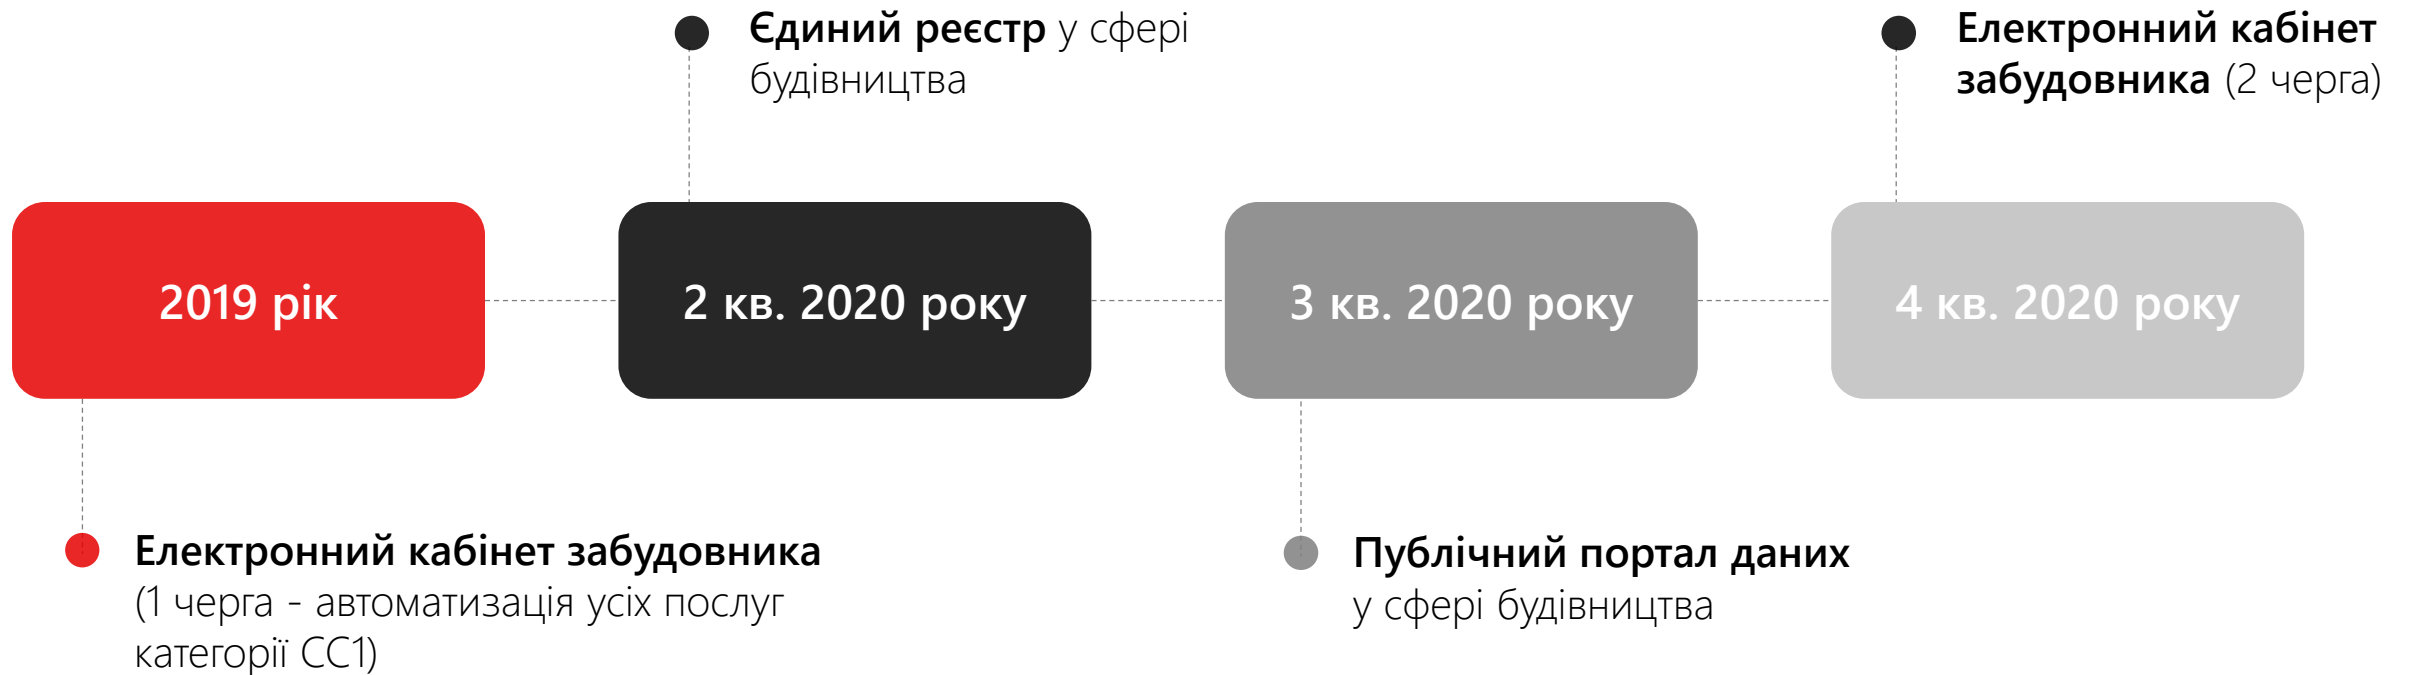 Єдиний реєстр у сфері
будівництва
Електронний кабінет
забудовника (2 черга)
2019 рік
2 кв. 2020 року
3 кв. 2020 року
4 кв. 2020 року
Електронний кабінет забудовника
(1 черга - автоматизація усіх послуг
категорії СС1)
Публічний портал даних
у сфері будівництва